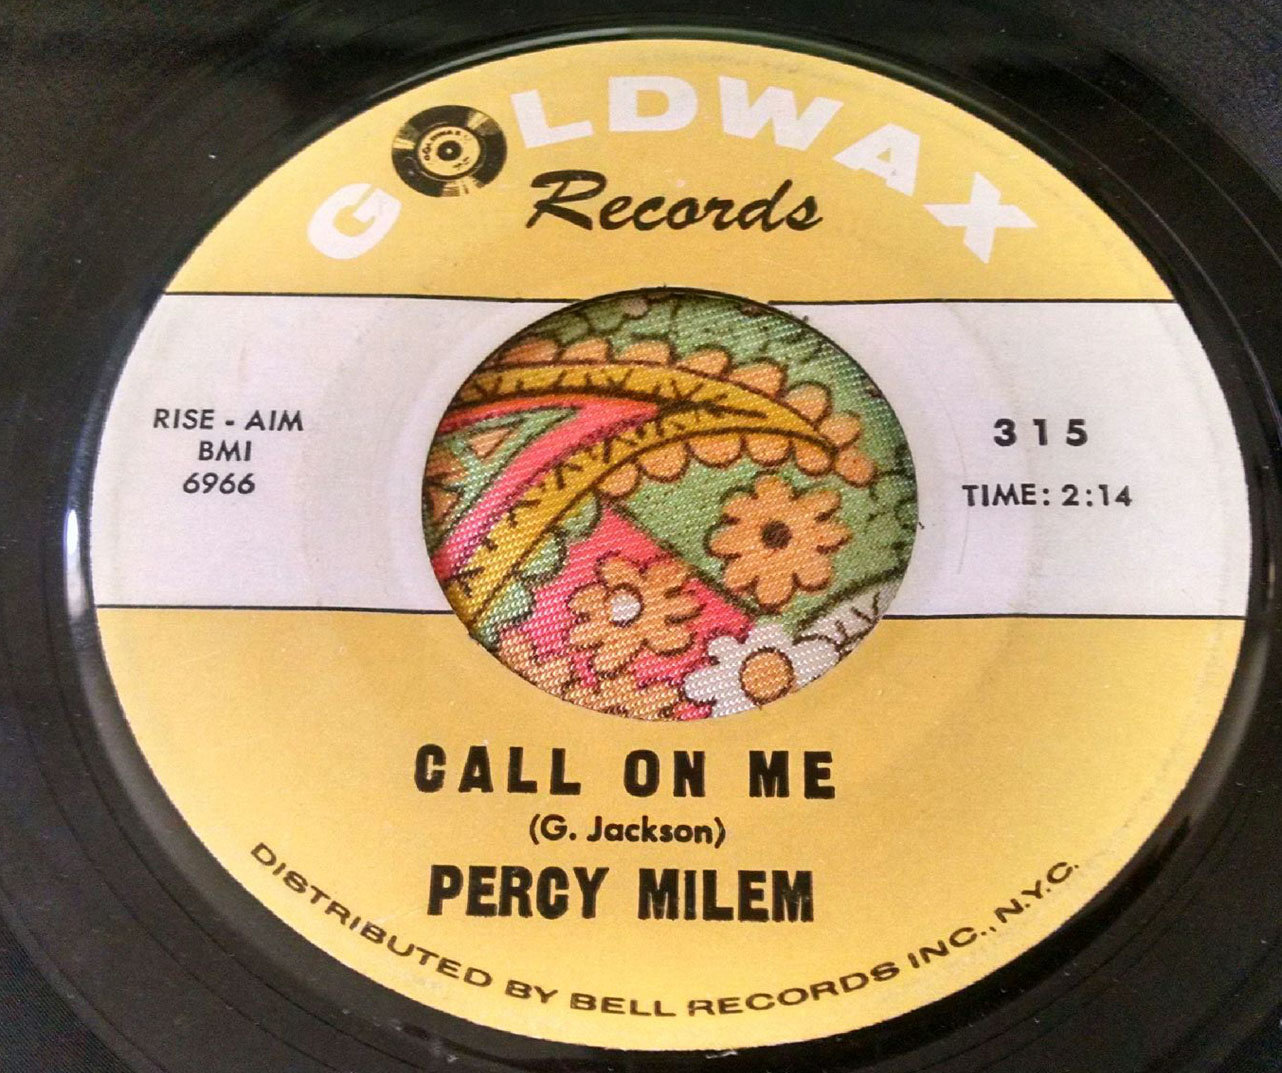 GOLDWAX
Records
RISE - AIM
BMI
6966
315
TIME: 2:14
CALL ON ME
(G. Jackson)
PERCY MILEM
DISTRIBUTED BY BELL RECORDS INC., N.Y.C.